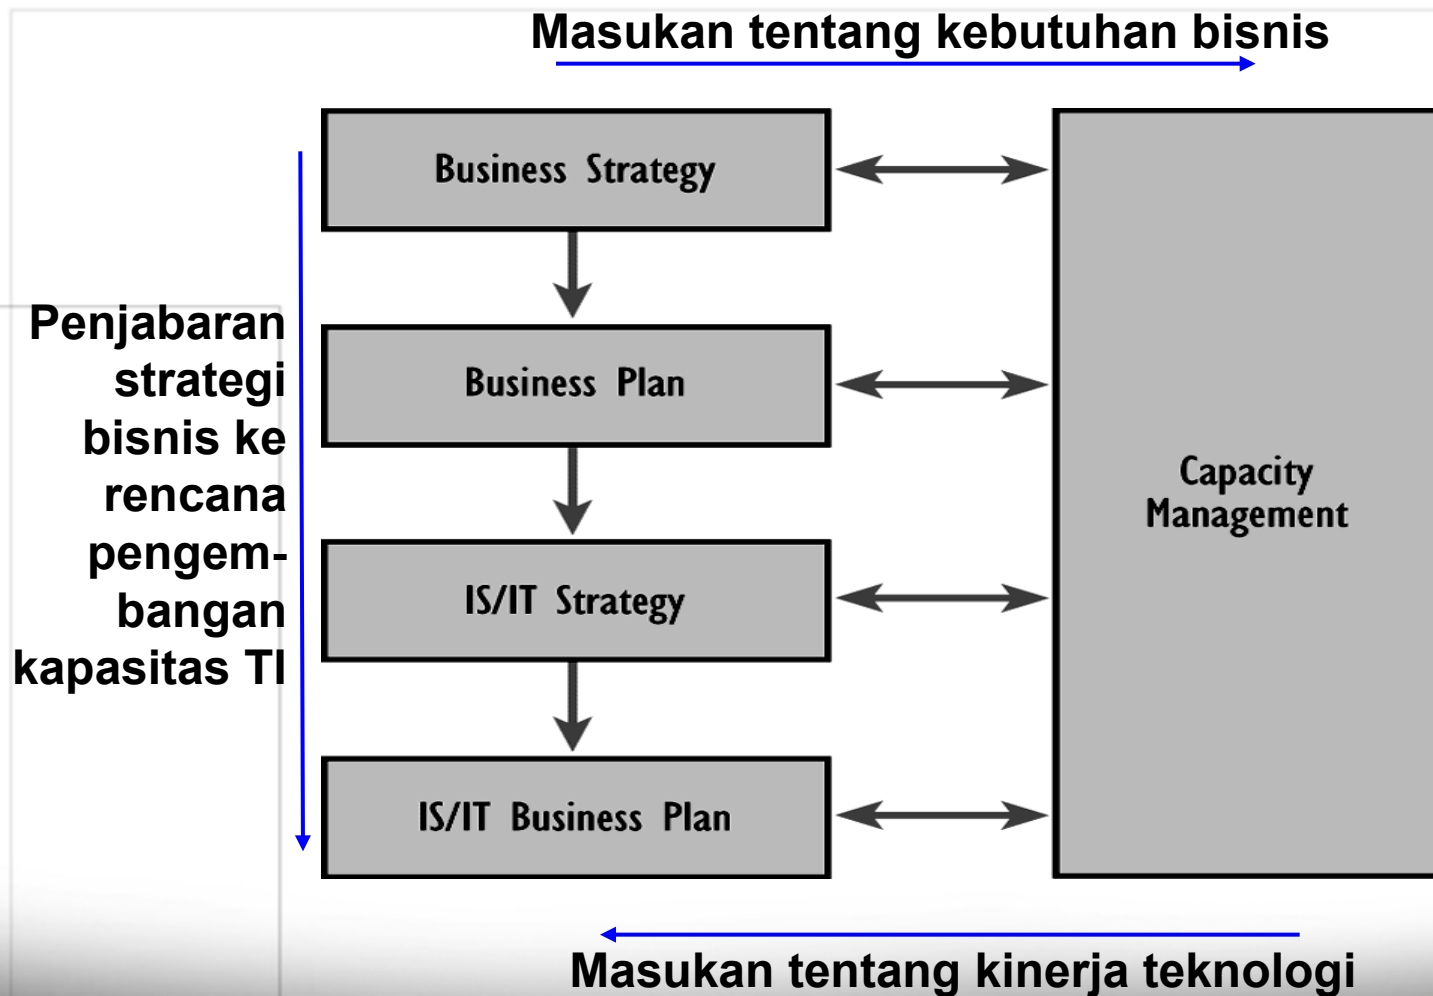 Masukan tentang kebutuhan bisnis
Business Strategy
Penjabaran
strategi
bisnis ke
rencana
pengem-
bangan
kapasitas TI
Business Plan
IS/IT Strategy
IS/IT Business Plan
Capacity
Management
Masukan tentang kinerja teknologi